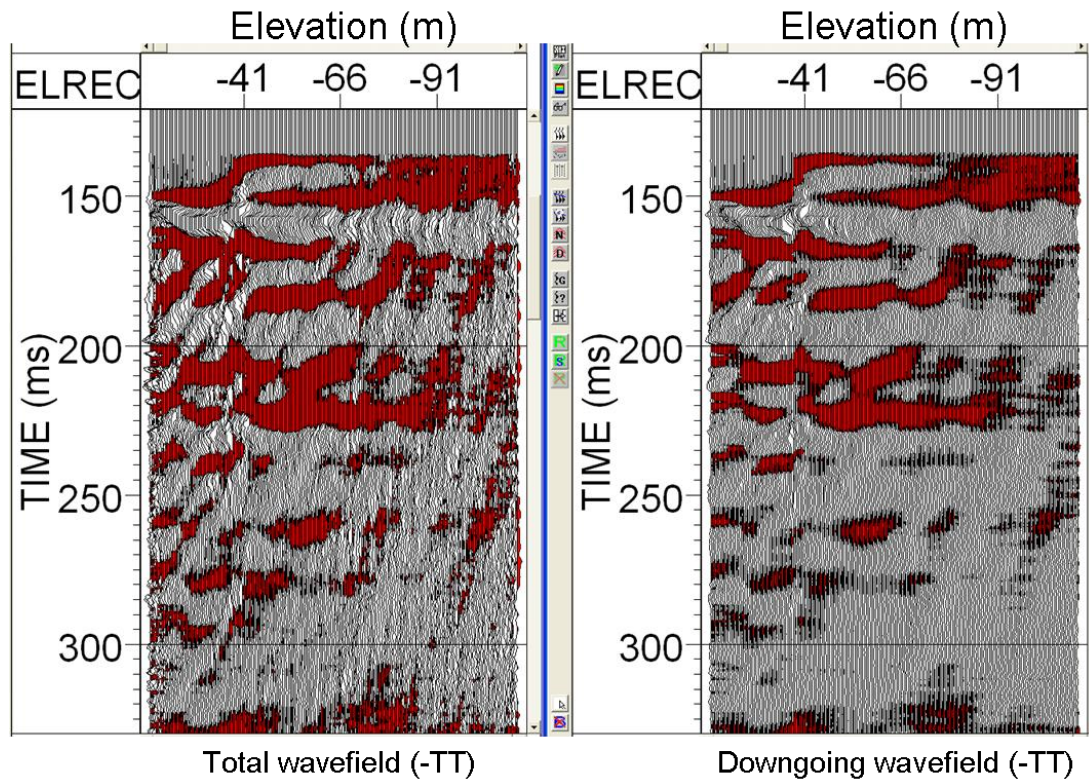 Elevation (m)
ELREC -41 -66 -91
150
200
250
300
TIME (ms)
Total wavefield (-TT)
N
D
G
?
R
S
B
Elevation (m)
ELREC -41 -66 -91
150
200
250
300
TIME (ms)
Downgoing wavefield (-TT)